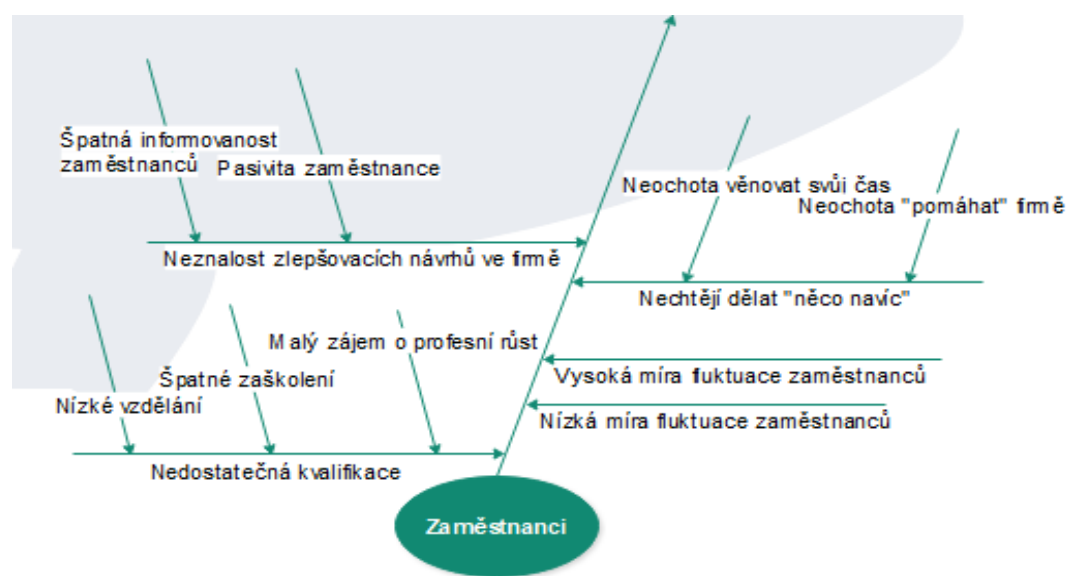 Špatná informovanost
zaměstnanců
Pasivita zaměstnance
Neochota věnovat svůj čas
Neochota "pomáhat" firmě
Neznalost zlepšovacích návrhů ve firmě
Nechtějí dělat "něco navíc"
Malý zájem o profesní růst
Špatné zaškolení
Nízké vzdělání
Vysoká míra fluktuace zaměstnanců
Nízká míra fluktuace zaměstnanců
Nedostatečná kvalifikace
Zaměstnanci